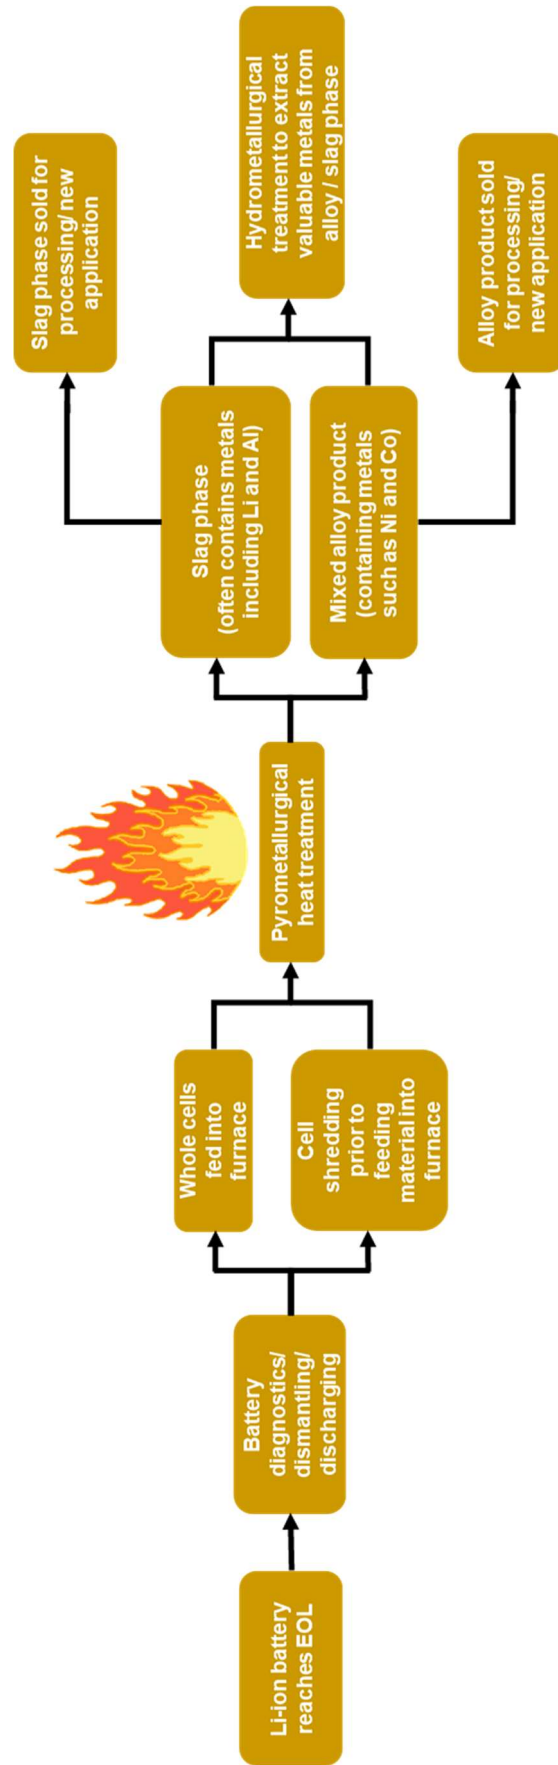 Li-ion battery
reaches EOL
Battery
diagnostics/
dismantling/
discharging
Whole cells
fed into
furnace
Cell
shredding
prior to
feeding
material into
furnace
Pyrometallurgical
heat treatment
Slag phase
(often contains metals
including Li and Al)
Mixed alloy product
(containing metals
such as Ni and Co)
Slag phase sold for
processing/ new
application
Hydrometallurgical
treatment to extract
valuable metals from
alloy / slag phase
Alloy product sold
for processing/
new application